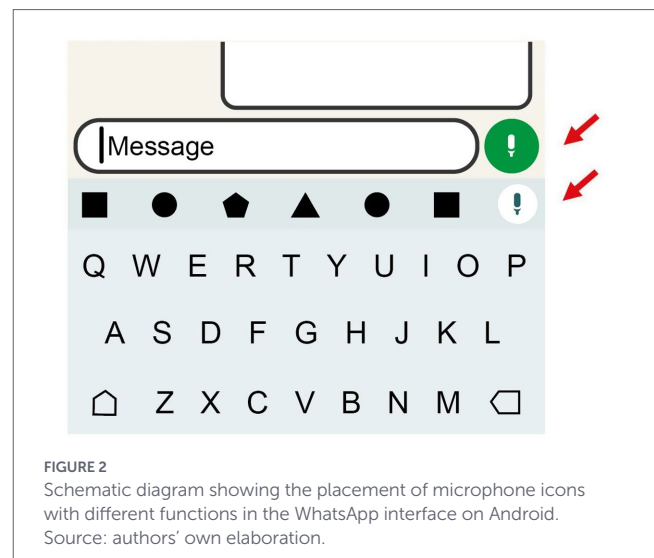 Message
Q W E R T Y U I O P
A S D F G H J K L
Z X C V B N M
FIGURE 2
Schematic diagram showing the placement of microphone icons
with different functions in the WhatsApp interface on Android.
Source: authors' own elaboration.